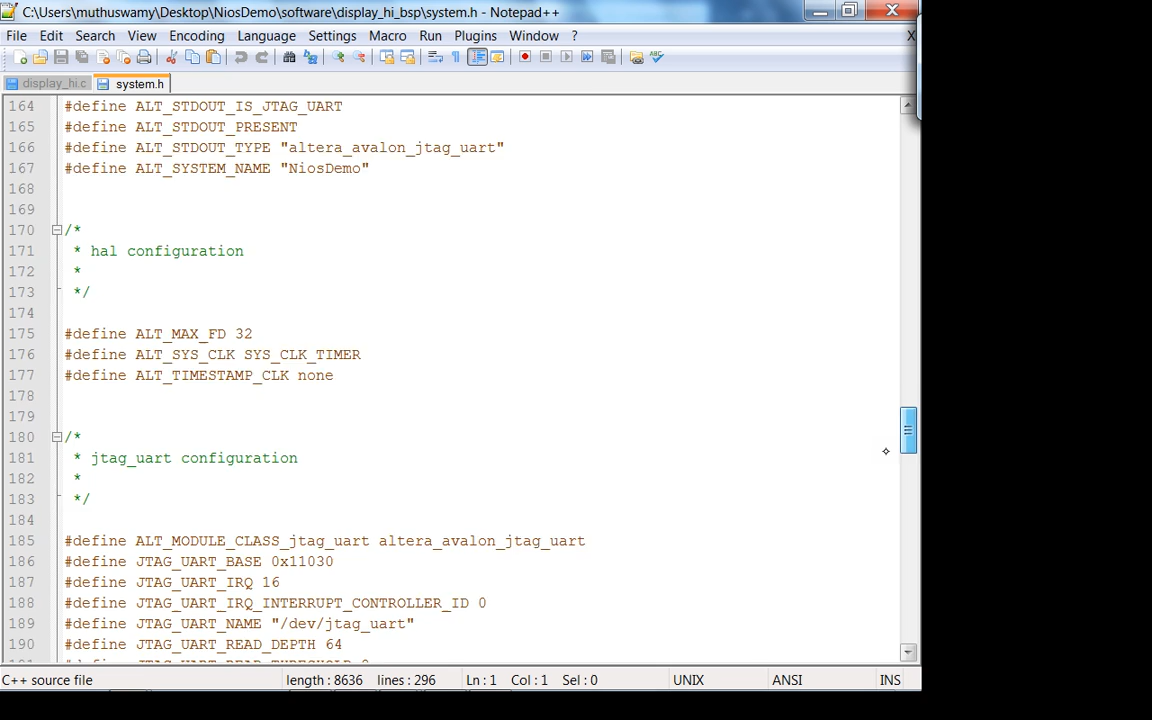 C:\Users\muthuswamy\Desktop\NiosDemo\software\display_hi_bsp\system.h - Notepad++
File Edit Search View Encoding Language Settings Macro Run Plugins Window ? X
display_hi.c system.h
164 #define ALT_STDOUT_IS_JTAG_UART
165 #define ALT_STDOUT_PRESENT
166 #define ALT_STDOUT_TYPE "altera_avalon_jtag_uart"
167 #define ALT_SYSTEM_NAME "NiosDemo"
168
169
170 /*
171 * hal configuration
172 *
173 */
174
175 #define ALT_MAX_FD 32
176 #define ALT_SYS_CLK SYS_CLK_TIMER
177 #define ALT_TIMESTAMP_CLK none
178
179
180 /*
181 * jtag_uart configuration
182 *
183 */
184
185 #define ALT_MODULE_CLASS_jtag_uart altera_avalon_jtag_uart
186 #define JTAG_UART_BASE 0x11030
187 #define JTAG_UART_IRQ 16
188 #define JTAG_UART_IRQ_INTERRUPT_CONTROLLER_ID 0
189 #define JTAG_UART_NAME "/dev/jtag_uart"
190 #define JTAG_UART_READ_DEPTH 64
C++ source file length : 8636 lines : 296 Ln : 1 Col : 1 Sel : 0 UNIX ANSI INS